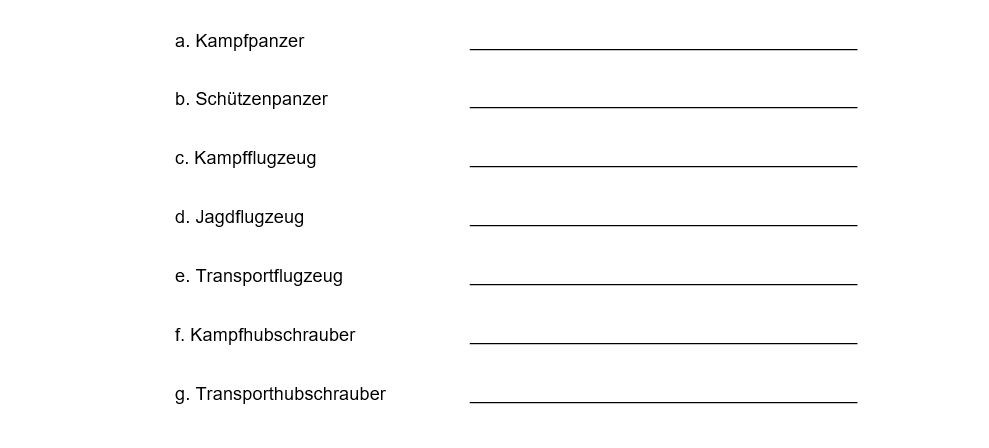 a. Kampfpanzer
b. Schützenpanzer
c. Kampfflugzeug
d. Jagdflugzeug
e. Transportflugzeug
f. Kampfhubschrauber
g. Transporthubschrauber